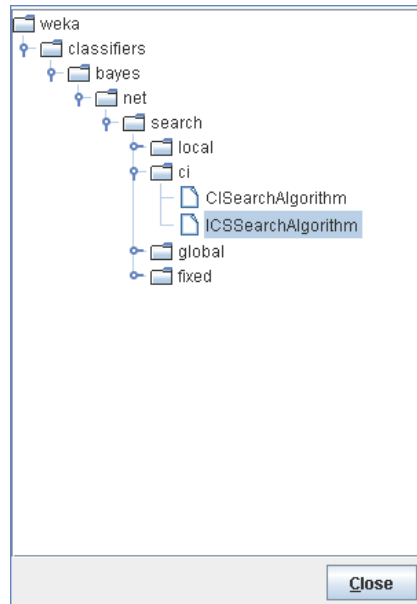 weka
classifiers
bayes
net
search
local
ci
CISearchAlgorithm
ICSSearchAlgorithm
global
fixed
Close